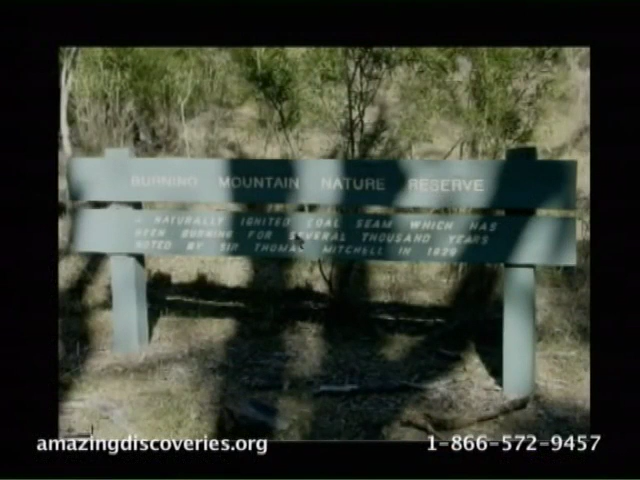 BURNING MOUNTAIN NATURE RESERVE
A NATURALLY IGNITED COAL SEAM WHICH HAS
BEEN BURNING FOR SEVERAL THOUSAND YEARS
NOTED BY SIR THOMAS MITCHELL IN 1829
amazingdiscoveries.org
1-866-572-9457